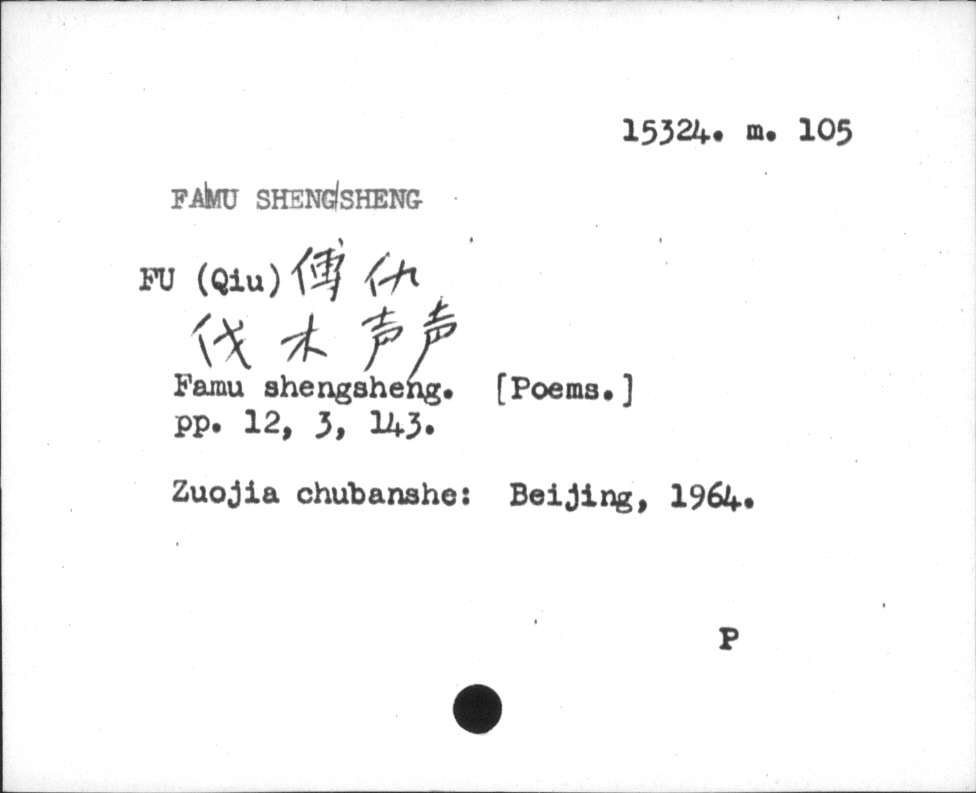 15324. m. 105
FAMU SHENGSHENG
FU (Qiu) 傅仇
伐木声声
Famu shengsheng. [Poems.]
pp. 12, 3, 143.
Zuojia chubanshe: Beijing, 1964.
P